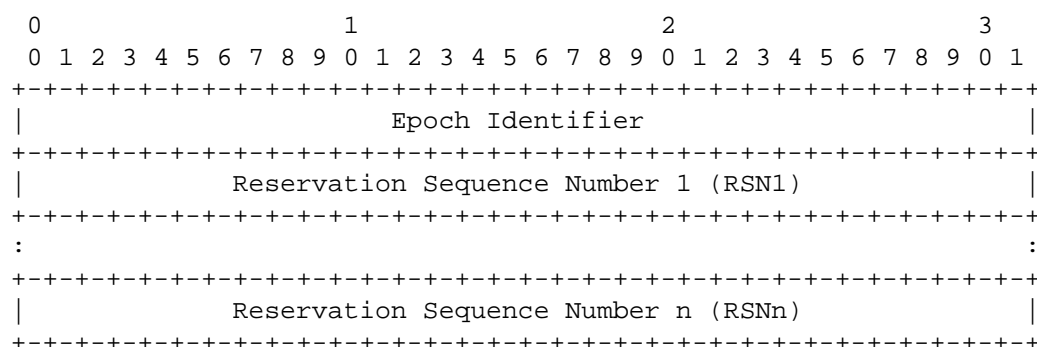 0                   1                   2                   3
 0 1 2 3 4 5 6 7 8 9 0 1 2 3 4 5 6 7 8 9 0 1 2 3 4 5 6 7 8 9 0 1
+-+-+-+-+-+-+-+-+-+-+-+-+-+-+-+-+-+-+-+-+-+-+-+-+-+-+-+-+-+-+-+-+
|                       Epoch Identifier                        |
+-+-+-+-+-+-+-+-+-+-+-+-+-+-+-+-+-+-+-+-+-+-+-+-+-+-+-+-+-+-+-+-+
|             Reservation Sequence Number 1 (RSN1)              |
+-+-+-+-+-+-+-+-+-+-+-+-+-+-+-+-+-+-+-+-+-+-+-+-+-+-+-+-+-+-+-+-+
:                                                               :
+-+-+-+-+-+-+-+-+-+-+-+-+-+-+-+-+-+-+-+-+-+-+-+-+-+-+-+-+-+-+-+-+
|             Reservation Sequence Number n (RSNn)              |
+-+-+-+-+-+-+-+-+-+-+-+-+-+-+-+-+-+-+-+-+-+-+-+-+-+-+-+-+-+-+-+-+